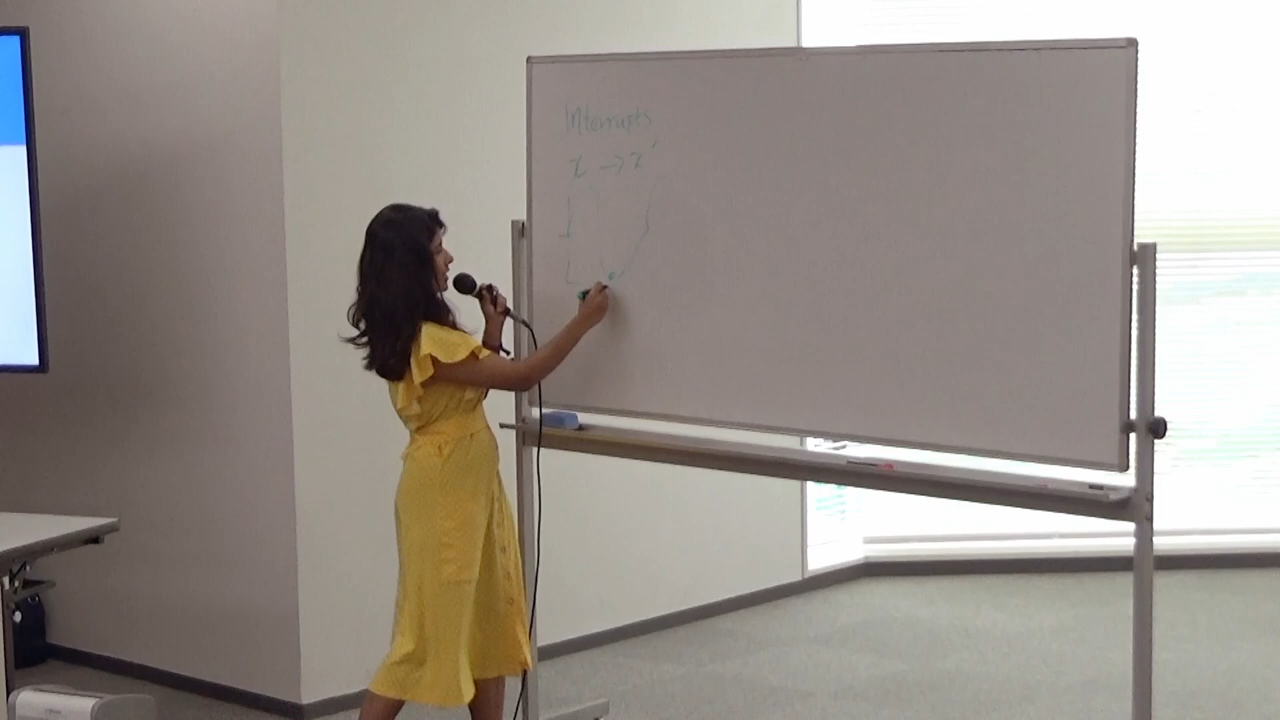 Interrupts
x → x'